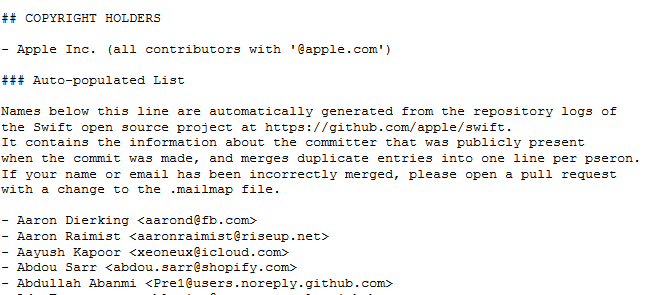 ## COPYRIGHT HOLDERS
- Apple Inc. (all contributors with '@apple.com')
### Auto-populated List
Names below this line are automatically generated from the repository logs of
the Swift open source project at https://github.com/apple/swift.
It contains the information about the committer that was publicly present
when the commit was made, and merges duplicate entries into one line per pseron.
If your name or email has been incorrectly merged, please open a pull request
with a change to the .mailmap file.
- Aaron Dierking <aarond@fb.com>
- Aaron Raimist <aaronraimist@riseup.net>
- Aayush Kapoor <xeoneux@icloud.com>
- Abdou Sarr <abdou.sarr@shopify.com>
- Abdullah Abanmi <Pre1@users.noreply.github.com>